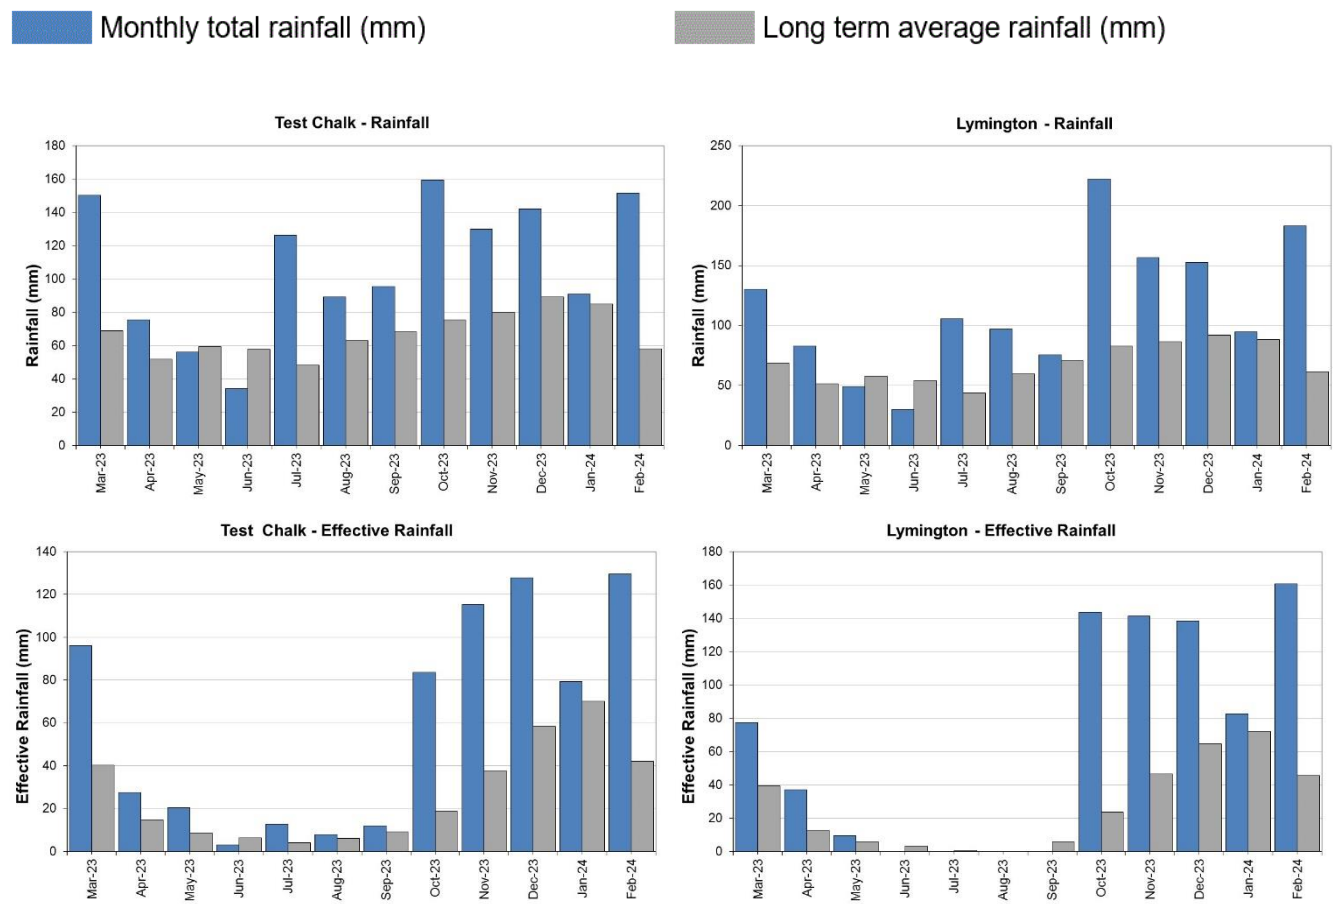 Monthly total rainfall (mm)
Long term average rainfall (mm)
Test Chalk - Rainfall
Rainfall (mm)
180
160
140
120
100
80
60
40
20
0
Mar-23
Apr-23
May-23
Jun-23
Jul-23
Aug-23
Sep-23
Oct-23
Nov-23
Dec-23
Jan-24
Feb-24
Lymington - Rainfall
Rainfall (mm)
250
200
150
100
50
0
Mar-23
Apr-23
May-23
Jun-23
Jul-23
Aug-23
Sep-23
Oct-23
Nov-23
Dec-23
Jan-24
Feb-24
Test Chalk - Effective Rainfall
Effective Rainfall (mm)
140
120
100
80
60
40
20
0
Mar-23
Apr-23
May-23
Jun-23
Jul-23
Aug-23
Sep-23
Oct-23
Nov-23
Dec-23
Jan-24
Feb-24
Lymington - Effective Rainfall
Effective Rainfall (mm)
180
160
140
120
100
80
60
40
20
0
Mar-23
Apr-23
May-23
Jun-23
Jul-23
Aug-23
Sep-23
Oct-23
Nov-23
Dec-23
Jan-24
Feb-24